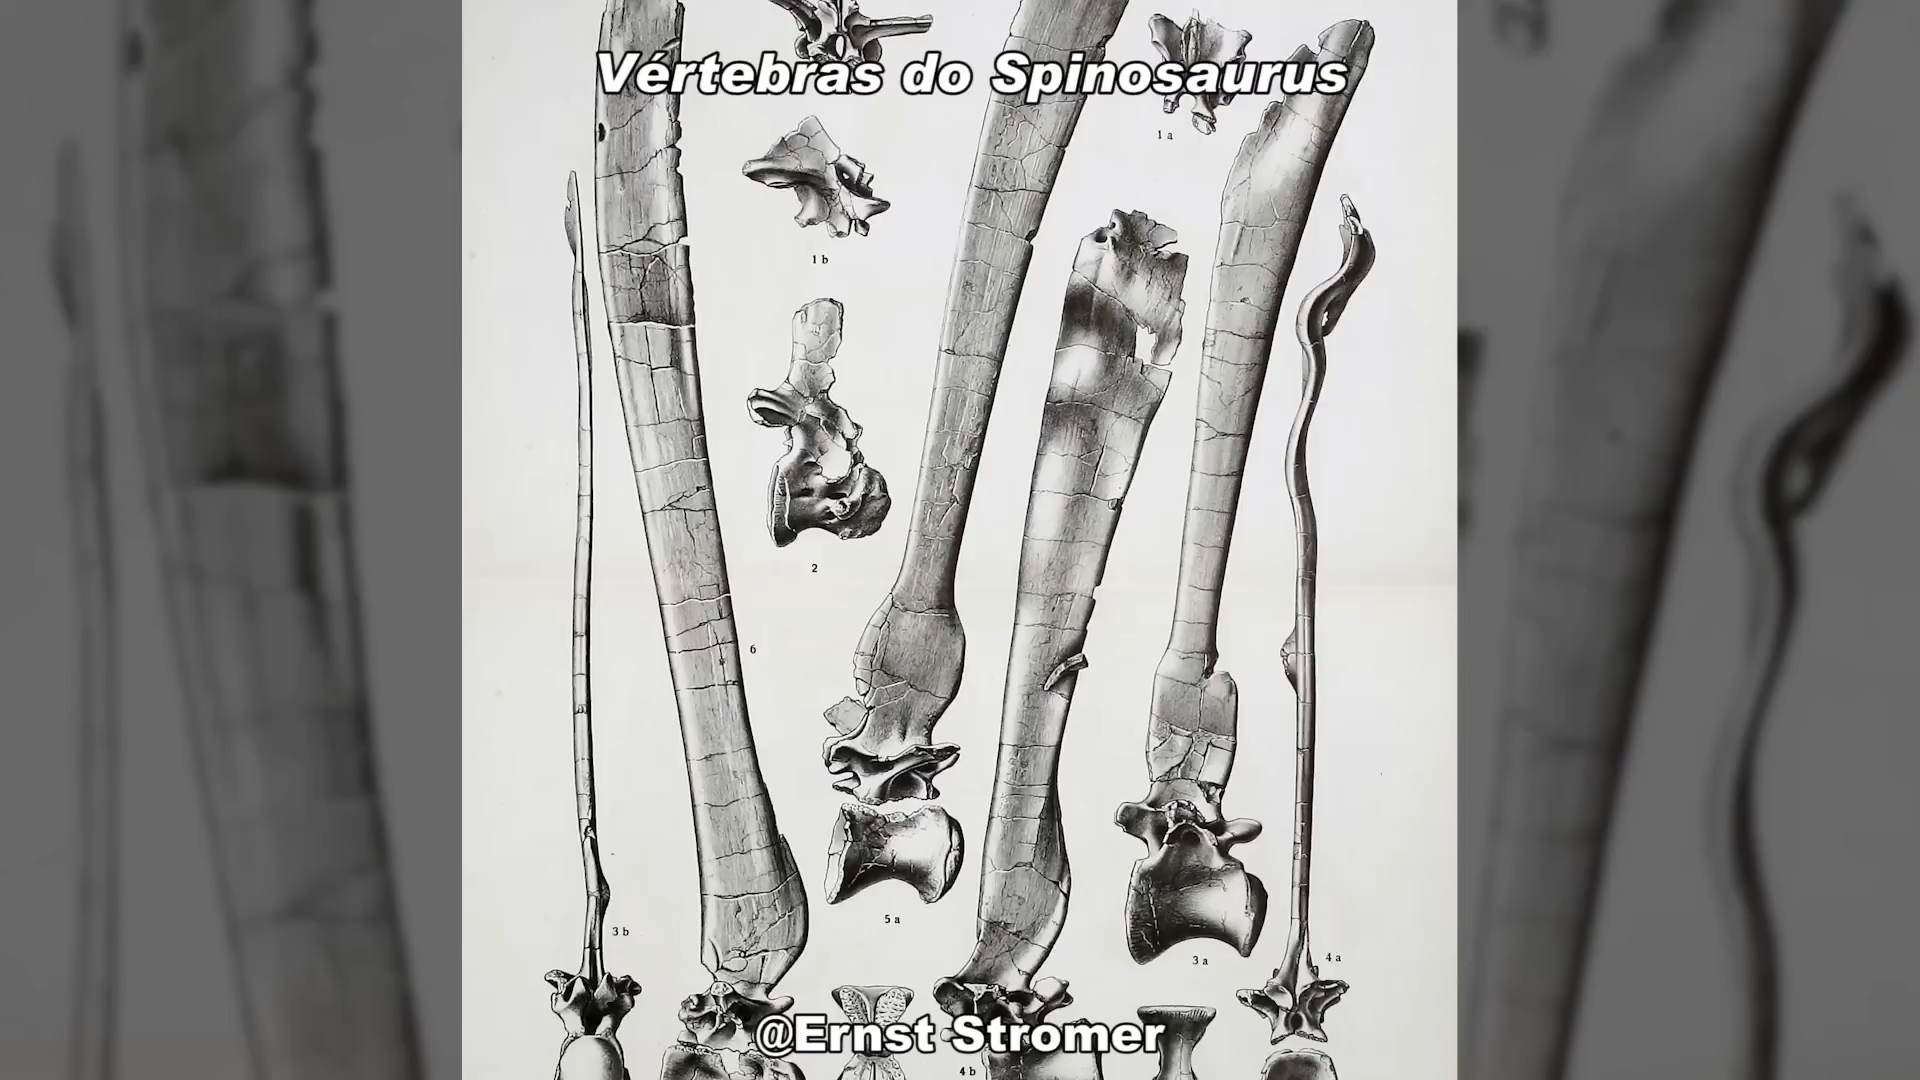 Vértebras do Spinosaurus
1 a
1 b
2
6
5 a
3 b
3 a
4 a
@Ernst Stromer
4 b